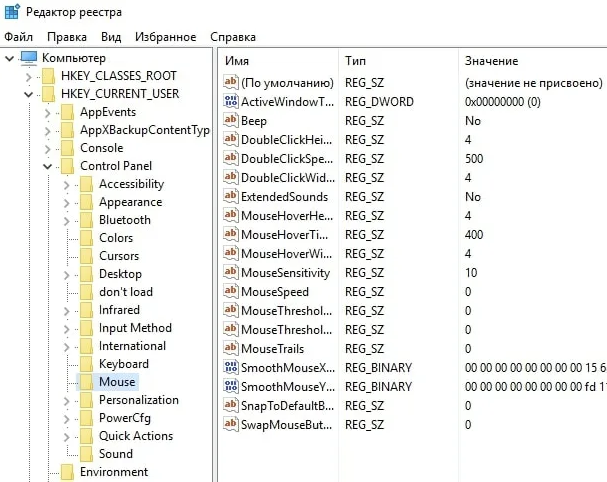 Редактор реестра
Файл Правка Вид Избранное Справка
Компьютер
HKEY_CLASSES_ROOT
HKEY_CURRENT_USER
AppEvents
AppXBackupContentTyp
Console
Control Panel
Accessibility
Appearance
Bluetooth
Colors
Cursors
Desktop
don't load
Infrared
Input Method
International
Keyboard
Mouse
Personalization
PowerCfg
Quick Actions
Sound
Environment
Имя Тип Значение
(По умолчанию) REG_SZ (значение не присвоено)
ActiveWindowT... REG_DWORD 0x00000000 (0)
Beep REG_SZ No
DoubleClickHei... REG_SZ 4
DoubleClickSpe... REG_SZ 500
DoubleClickWid... REG_SZ 4
ExtendedSounds REG_SZ No
MouseHoverHe... REG_SZ 4
MouseHoverTi... REG_SZ 400
MouseHoverWi... REG_SZ 4
MouseSensitivity REG_SZ 10
MouseSpeed REG_SZ 0
MouseThreshol... REG_SZ 0
MouseThreshol... REG_SZ 0
MouseTrails REG_SZ 0
SmoothMouseX... REG_BINARY 00 00 00 00 00 00 00 00 15 6
SmoothMouseY... REG_BINARY 00 00 00 00 00 00 00 00 fd 1
SnapToDefaultB... REG_SZ 0
SwapMouseBut... REG_SZ 0